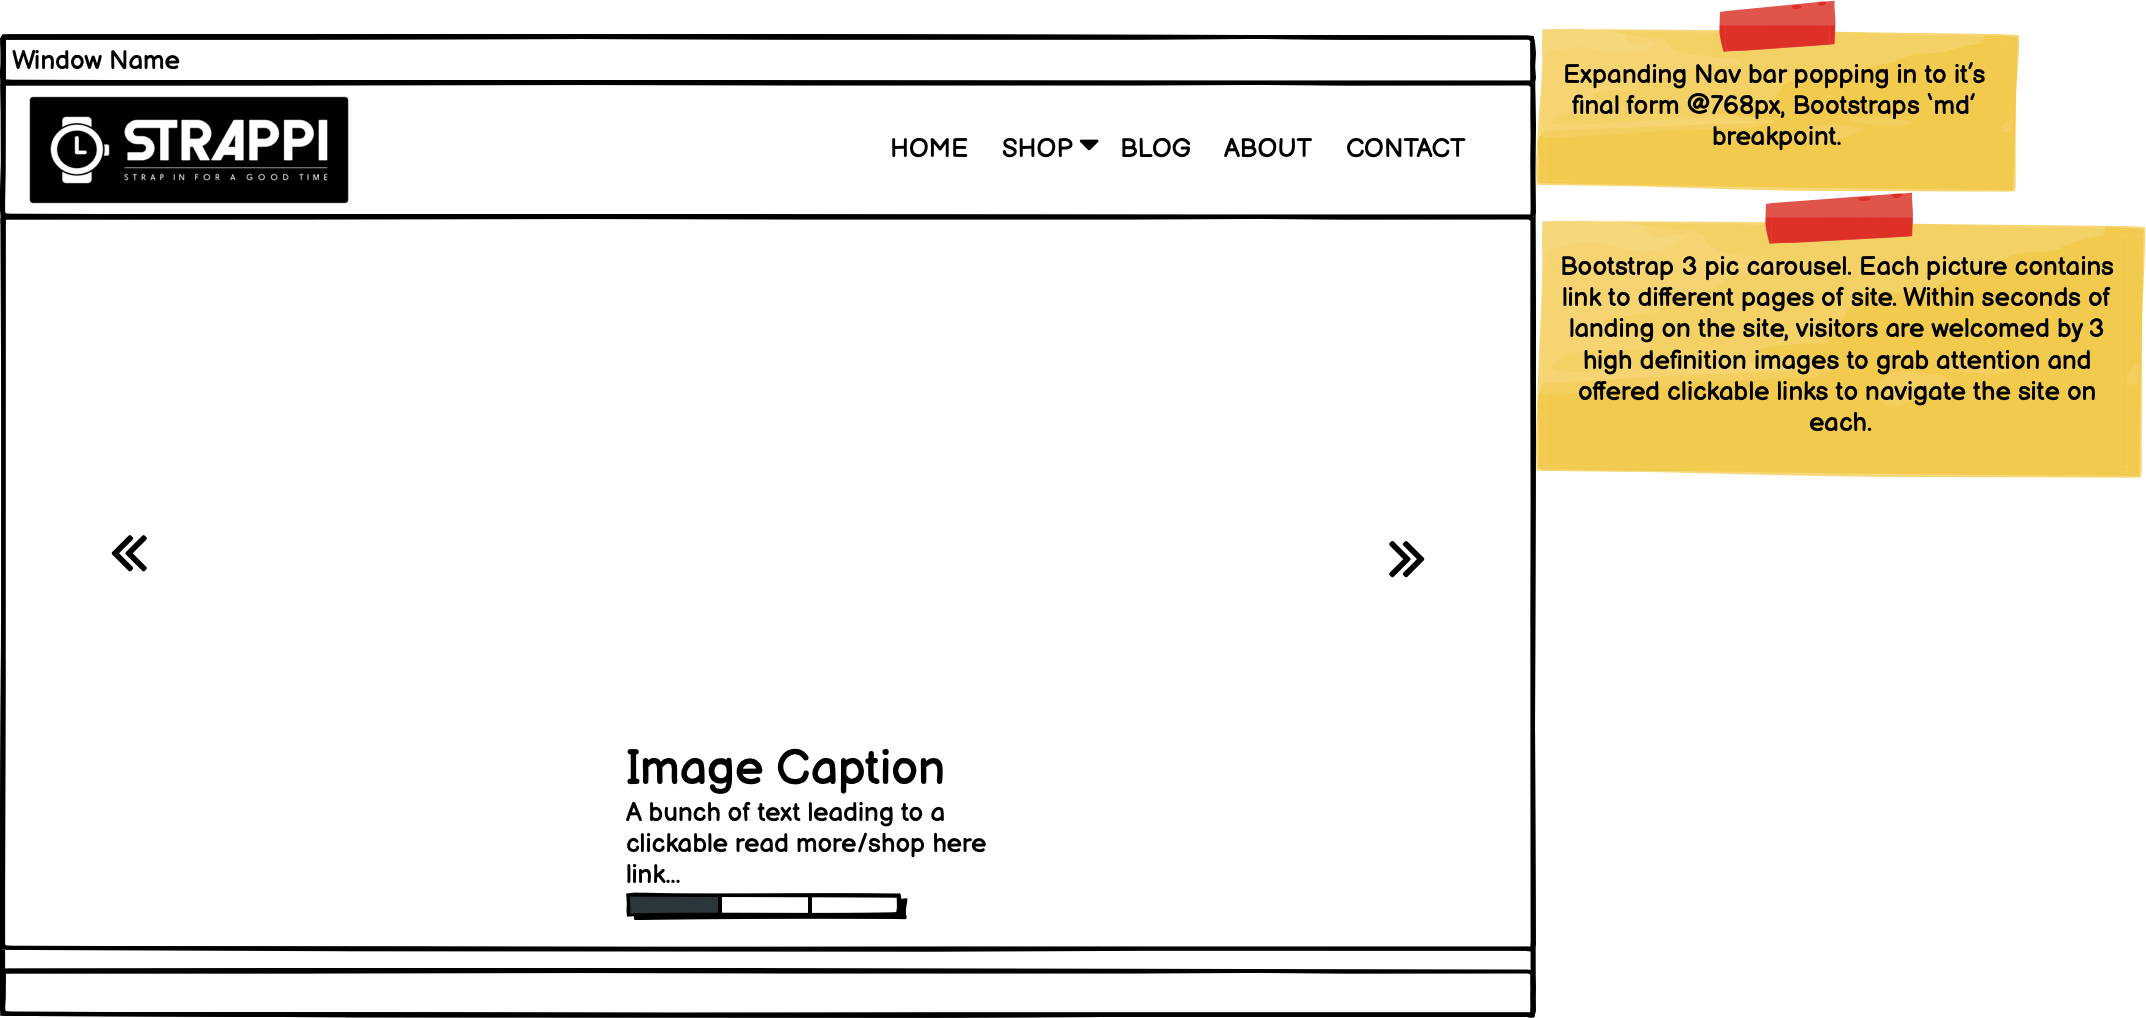 Window Name
STRAPPI
STRAP IN FOR A GOOD TIME
HOME SHOP BLOG ABOUT CONTACT
Image Caption
A bunch of text leading to a
clickable read more/shop here
link...
Expanding Nav bar popping in to it's
final form @768px, Bootstraps `md'
breakpoint.
Bootstrap 3 pic carousel. Each picture contains
link to different pages of site. Within seconds of
landing on the site, visitors are welcomed by 3
high definition images to grab attention and
offered clickable links to navigate the site on
each.